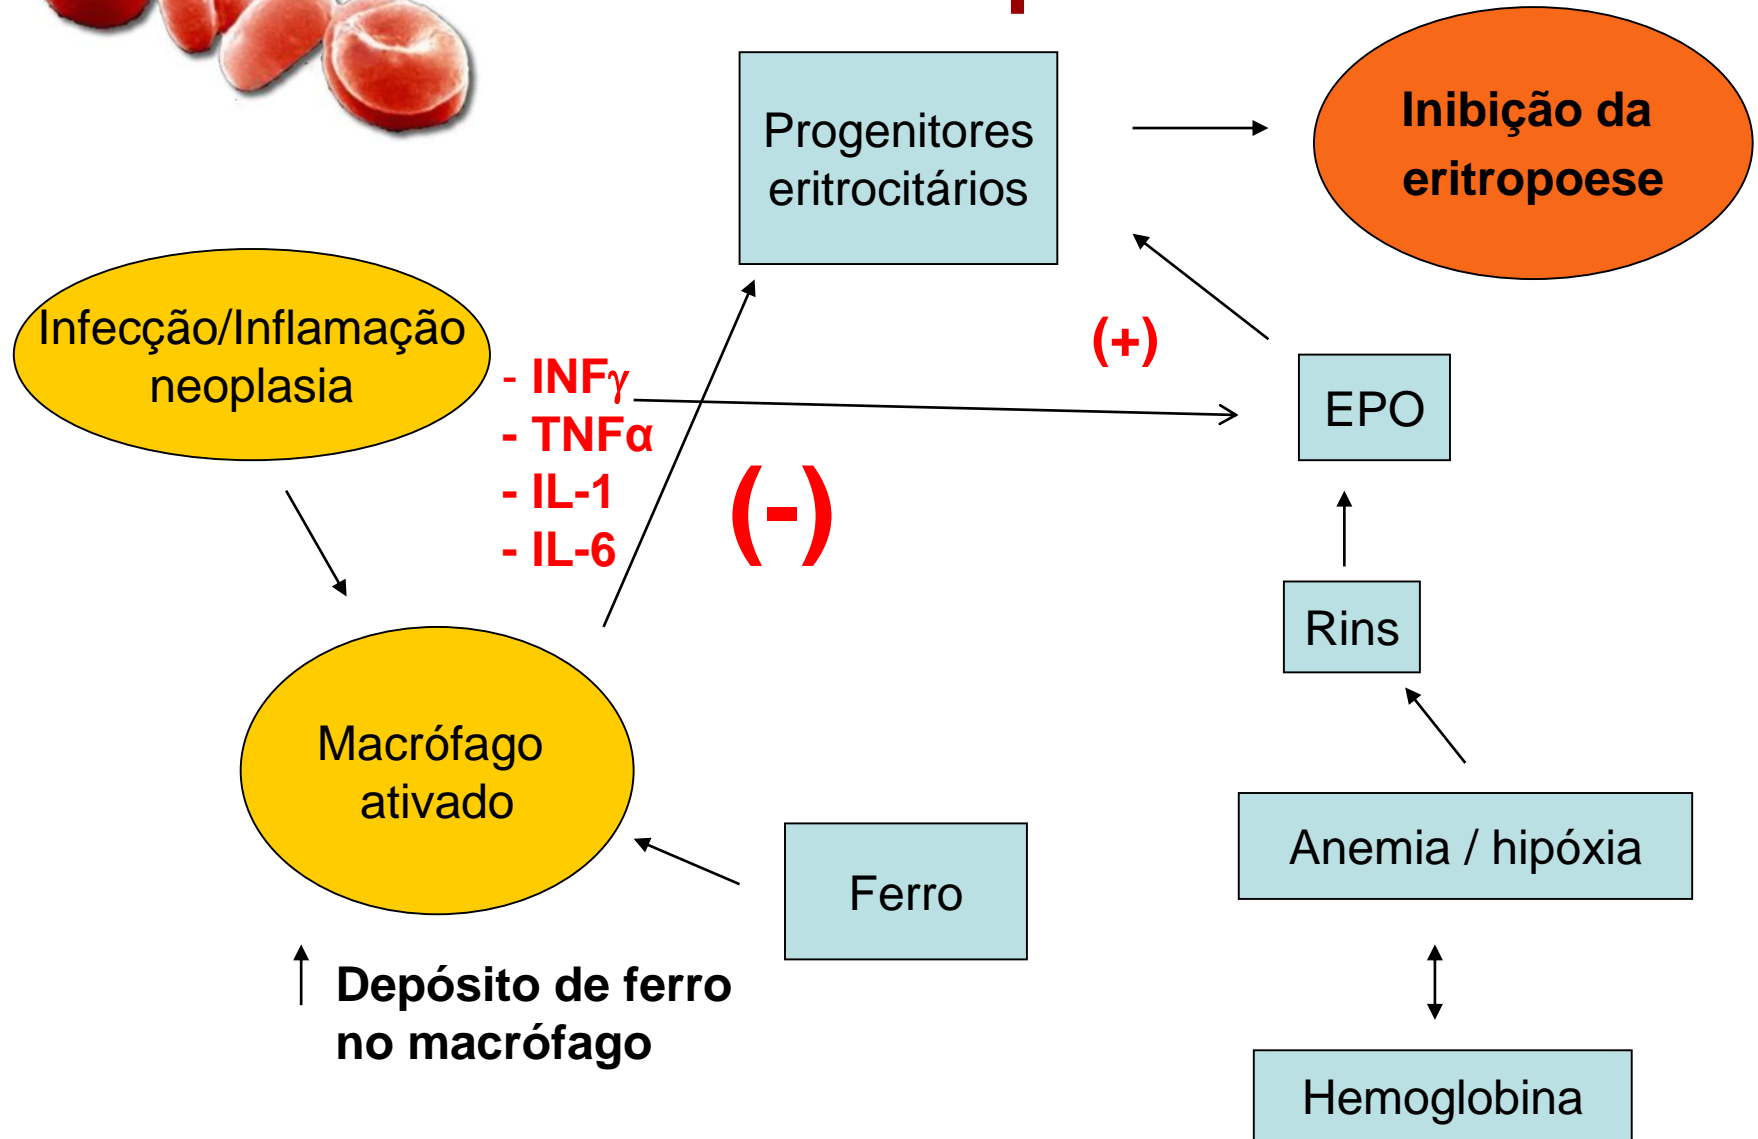 Progenitores
eritrocitários
Inibição da
eritropoese
Infecção/Inflamação
neoplasia
- INFγ
- TNFα
- IL-1
- IL-6
(-)
(+)
EPO
Rins
Macrófago
ativado
Ferro
Anemia / hipóxia
Depósito de ferro
no macrófago
Hemoglobina